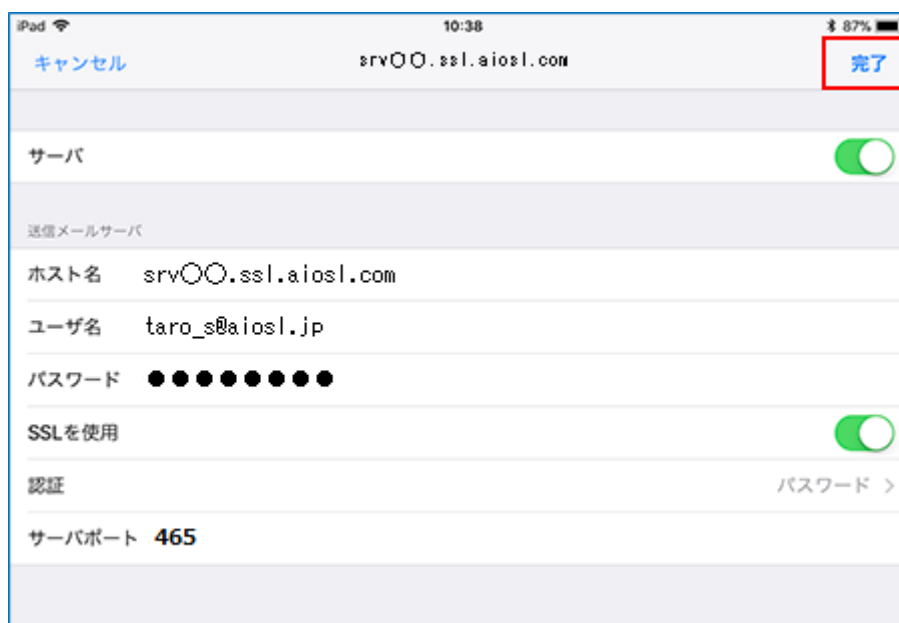 iPad 10:38 87%
キャンセル srv〇〇.ssl.aiosl.com 完了
サーバ
送信メールサーバ
ホスト名 srv〇〇.ssl.aiosl.com
ユーザ名 taro_s@aiosl.jp
パスワード ●●●●●●●●
SSLを使用
認証 パスワード >
サーバポート 465